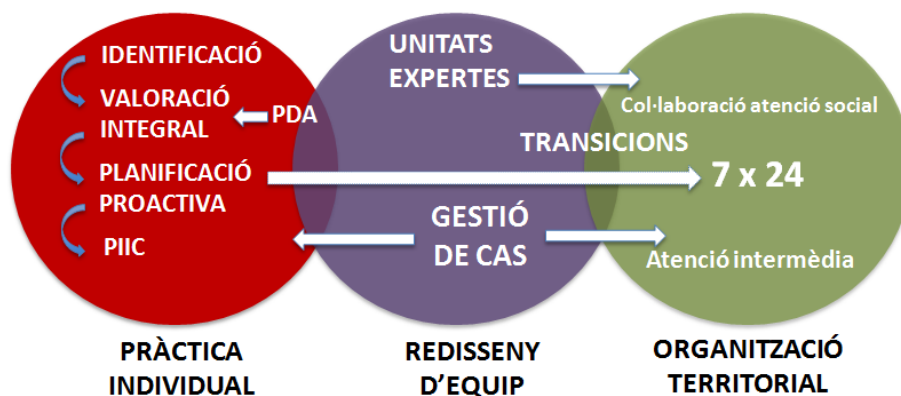 IDENTIFICACIÓ
VALORACIÓ
INTEGRAL
PDA
PLANIFICACIÓ
PROACTIVA
PIIC
UNITATS
EXPERTES
TRANSICIONS
GESTIÓ
DE CAS
Col·laboració atenció social
7 x 24
Atenció intermèdia
PRÀCTICA
INDIVIDUAL
REDISSENY
D’EQUIP
ORGANITZACIÓ
TERRITORIAL